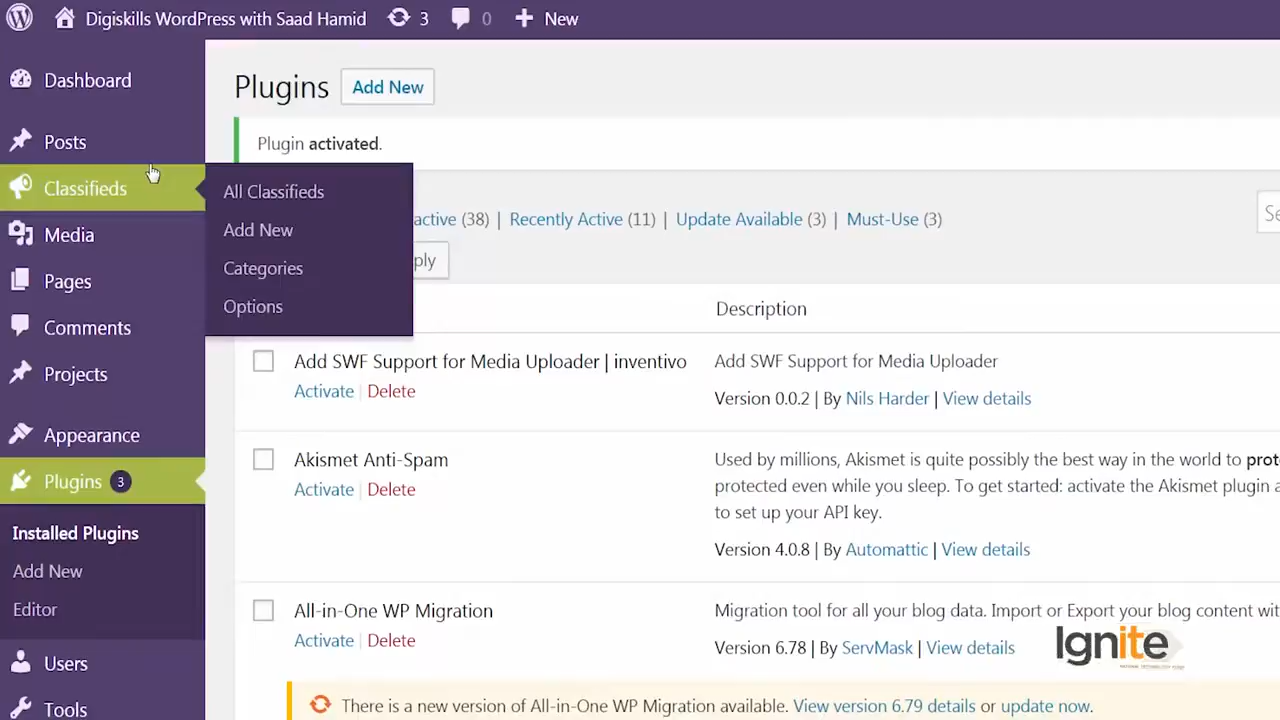 Digiskills WordPress with Saad Hamid 3 0 New
Dashboard
Posts
Classifieds
Media
Pages
Comments
Projects
Appearance
Plugins 3
Installed Plugins
Add New
Editor
Users
Tools
All Classifieds
Add New
Categories
Options
Plugins Add New
Plugin activated.
active (38) | Recently Active (11) | Update Available (3) | Must-Use (3)
ply
Se
Description
Add SWF Support for Media Uploader | inventivo
Activate | Delete
Add SWF Support for Media Uploader
Version 0.0.2 | By Nils Harder | View details
Akismet Anti-Spam
Activate | Delete
Used by millions, Akismet is quite possibly the best way in the world to prot
protected even while you sleep. To get started: activate the Akismet plugin a
to set up your API key.
Version 4.0.8 | By Automattic | View details
All-in-One WP Migration
Activate | Delete
Migration tool for all your blog data. Import or Export your blog content wit
Version 6.78 | By ServMask | View details
There is a new version of All-in-One WP Migration available. View version 6.79 details or update now.
Ignite